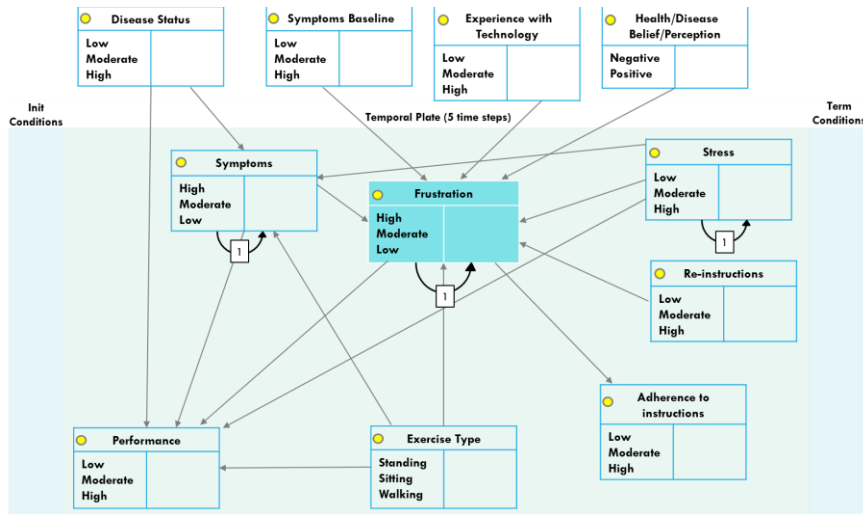 Disease Status
Low
Moderate
High
Symptoms Baseline
Low
Moderate
High
Experience with
Technology
Low
Moderate
High
Health/Disease
Belief/Perception
Negative
Positive
Init
Conditions
Temporal Plate (5 time steps)
Term
Conditions
Symptoms
High
Moderate
Low
1
Frustration
High
Moderate
Low
1
Stress
Low
Moderate
High
1
Re-instructions
Low
Moderate
High
Adherence to
instructions
Low
Moderate
High
Performance
Low
Moderate
High
Exercise Type
Standing
Sitting
Walking